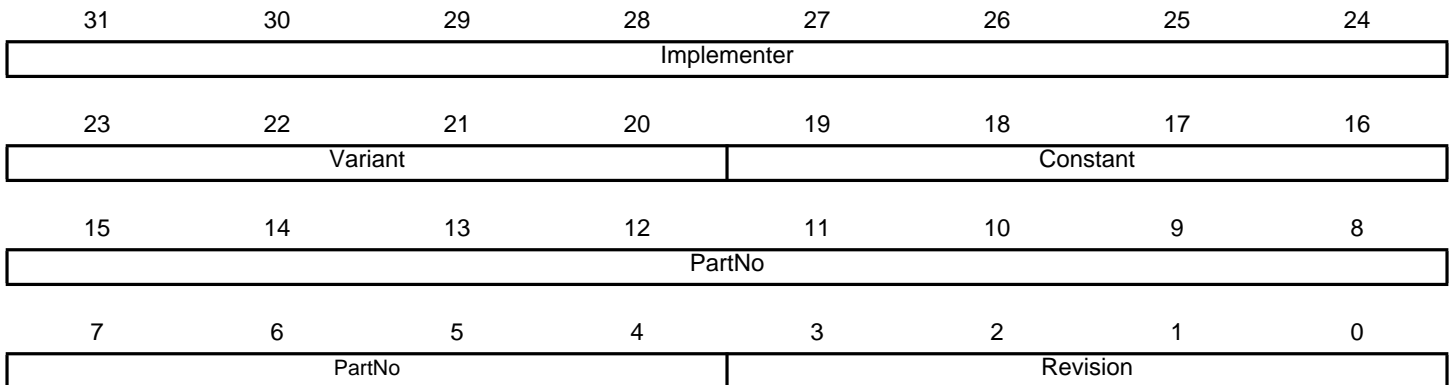 31 30 29 28 27 26 25 24
Implementer
23 22 21 20 19 18 17 16
Variant Constant
15 14 13 12 11 10 9 8
PartNo
7 6 5 4 3 2 1 0
PartNo Revision